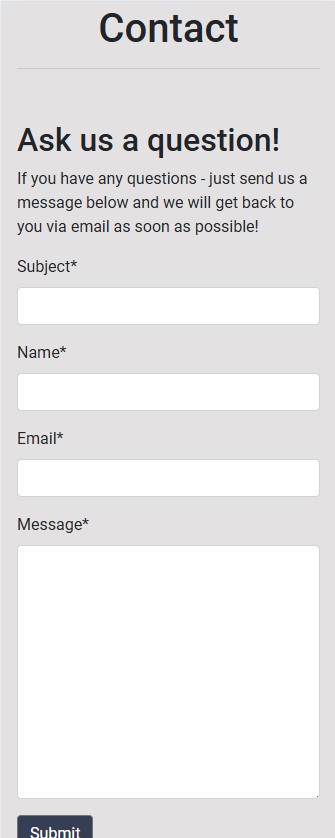 Contact
Ask us a question!
If you have any questions - just send us a
message below and we will get back to
you via email as soon as possible!
Subject*
Name*
Email*
Message*
Submit